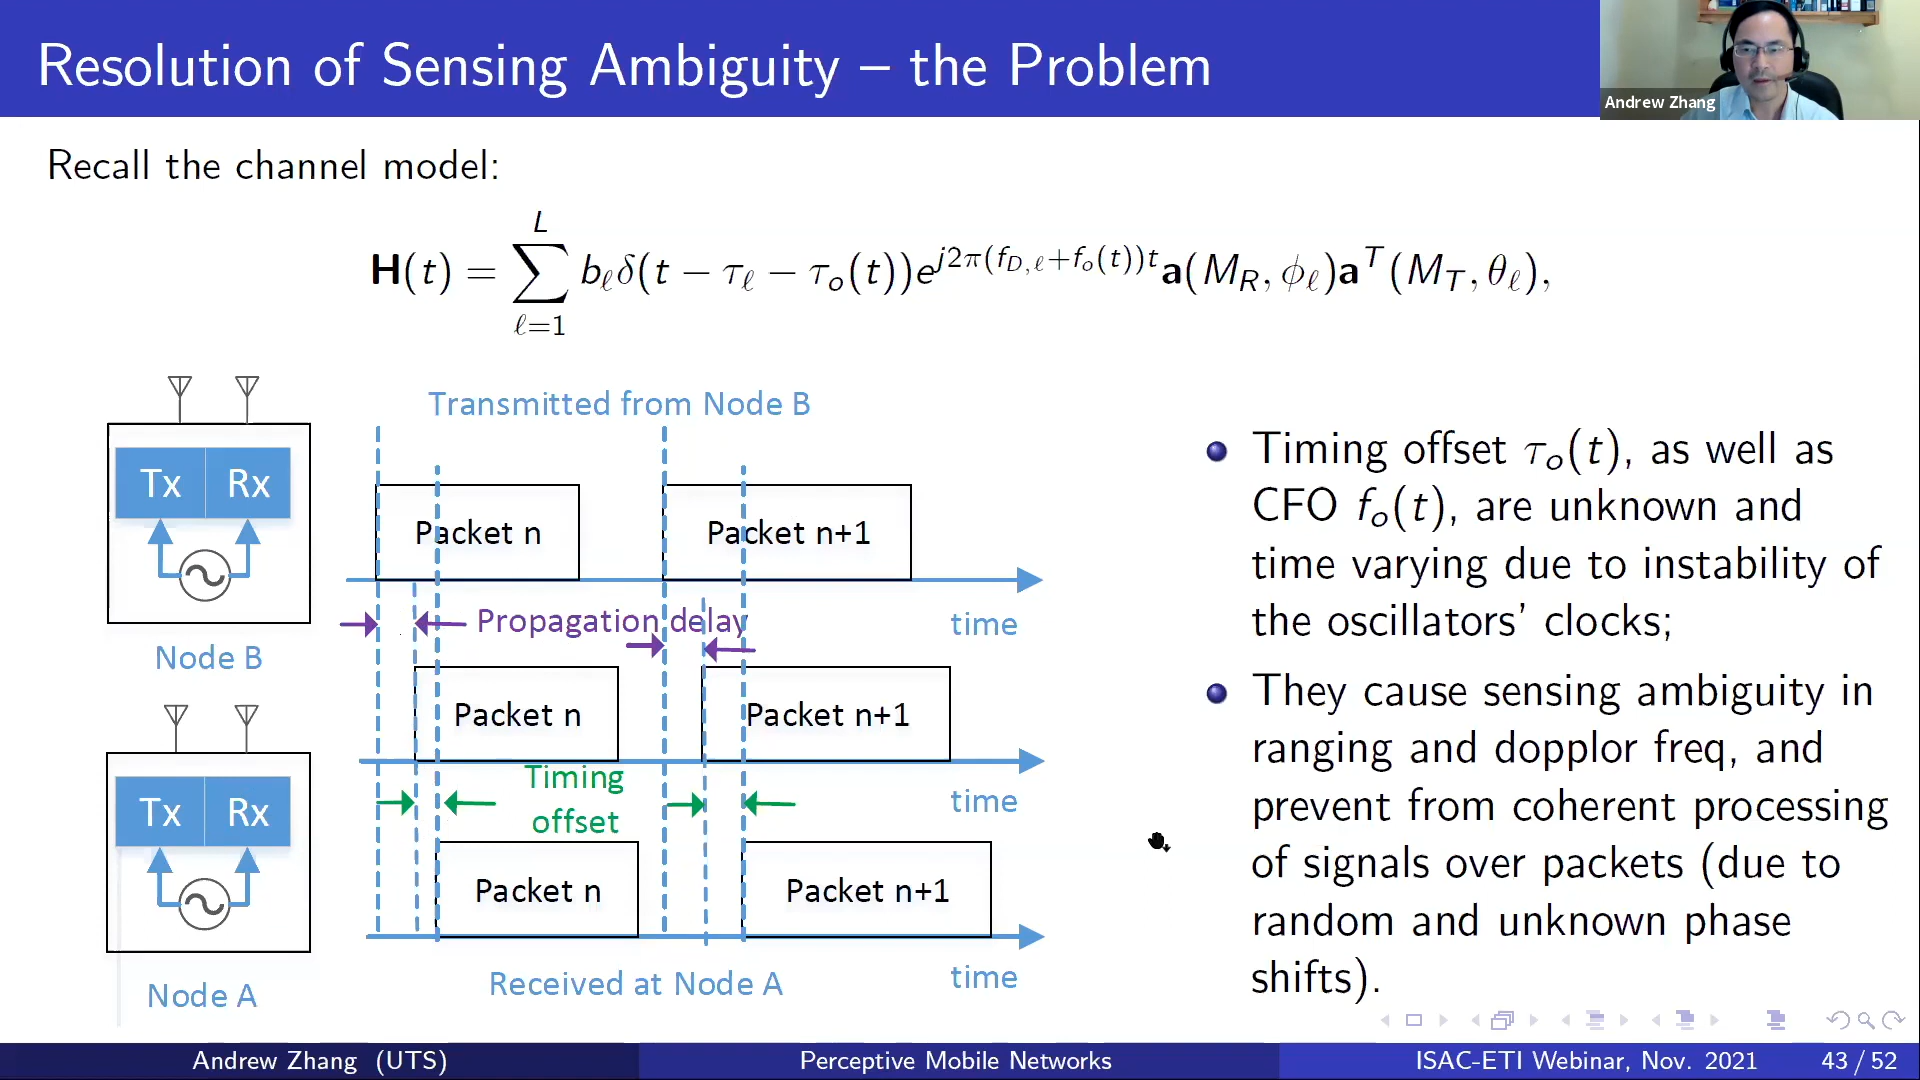 Resolution of Sensing Ambiguity – the Problem
Andrew Zhang
Recall the channel model:
H(t) = \sum_{ℓ=1}^{L} b_ℓ δ(t − τ_ℓ − τ_o(t)) e^{j2π(f_{D,ℓ}+f_o(t))t} a(M_R, ϕ_ℓ) a^T(M_T, θ_ℓ),
Transmitted from Node B
Tx Rx
Node B
Packet n Packet n+1
time
Propagation delay
Packet n Packet n+1
time
Timing
offset
Tx Rx
Node A
Packet n Packet n+1
time
Received at Node A
Timing offset τ_o(t), as well as
CFO f_o(t), are unknown and
time varying due to instability of
the oscillators’ clocks;
They cause sensing ambiguity in
ranging and dopplor freq, and
prevent from coherent processing
of signals over packets (due to
random and unknown phase
shifts).
Andrew Zhang (UTS) Perceptive Mobile Networks ISAC-ETI Webinar, Nov. 2021 43 / 52